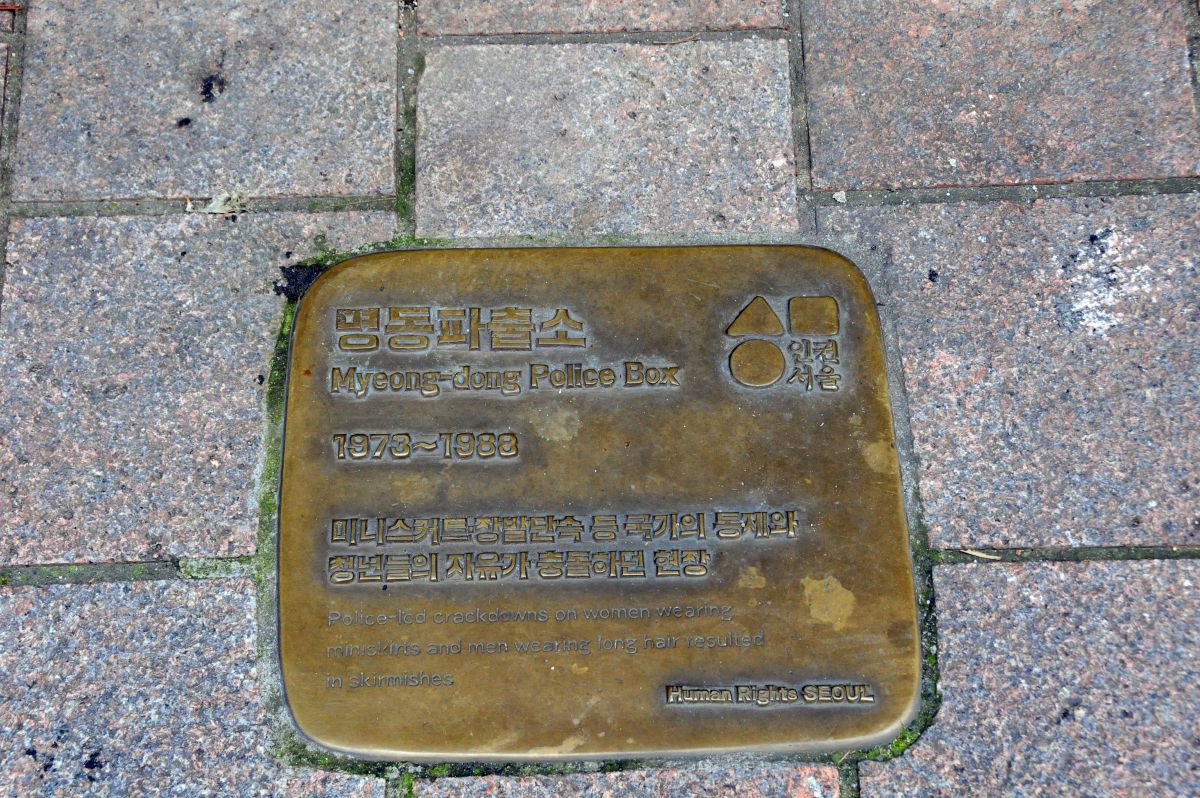 명동파출소
Myeong-dong Police Box
인권
서울
1973~1988
미니스커트·장발단속 등 국가의 통제와
청년들의 자유가 충돌하던 현장
Police-led crackdowns on women wearing
miniskirts and men wearing long hair resulted
in skirmishes
Human Rights SEOUL